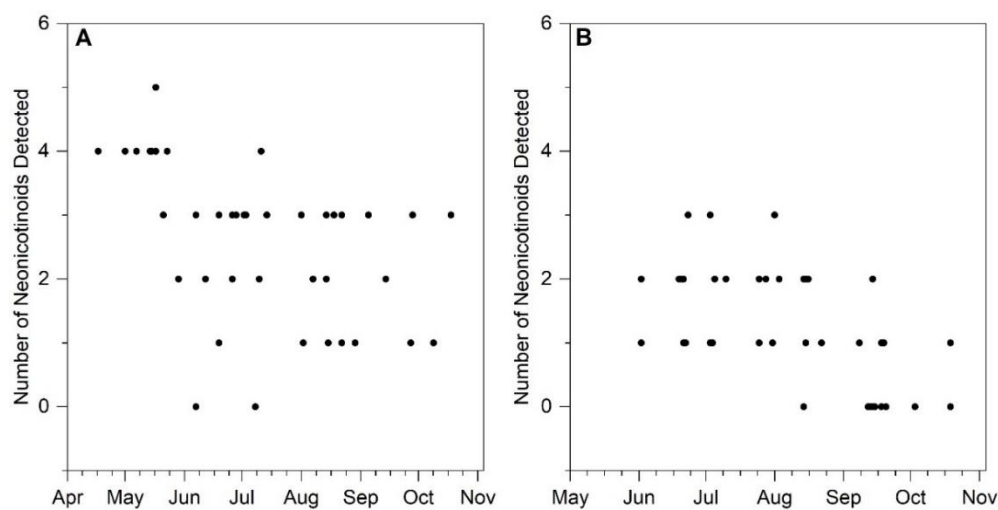 A
Number of Neonicotinoids Detected
6
4
2
0
Apr May Jun Jul Aug Sep Oct Nov
B
Number of Neonicotinoids Detected
6
4
2
0
May Jun Jul Aug Sep Oct Nov